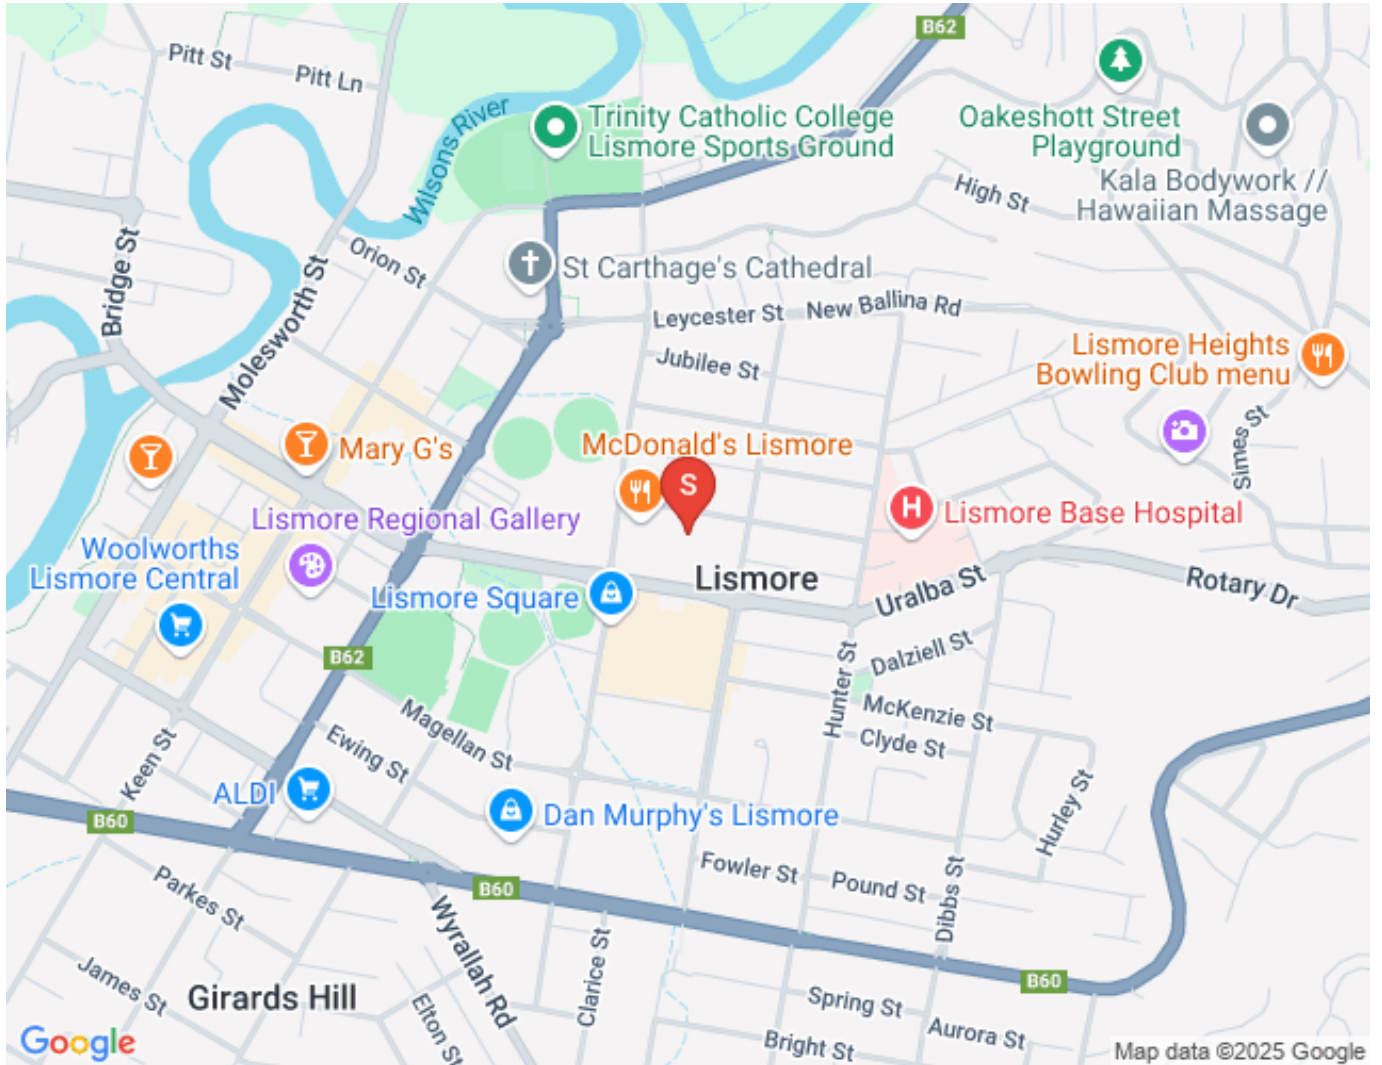 B62
Pitt St
Pitt Ln
Wilsons River
Trinity Catholic College
Lismore Sports Ground
Oakeshott Street
Playground
Kala Bodywork //
Hawaiian Massage
High St
Orion St
St Carthage's Cathedral
Bridge St
Molesworth St
Leycester St
New Ballina Rd
Jubilee St
Lismore Heights
Bowling Club menu
Simes St
Mary G's
McDonald's Lismore
S
Lismore Regional Gallery
H
Lismore Base Hospital
Woolworths
Lismore Central
Lismore Square
Lismore
Uralba St
Rotary Dr
B62
Dalziell St
Hunter St
McKenzie St
Clyde St
Magellan St
Ewing St
Keen St
ALDI
Dan Murphy's Lismore
Hurley St
B60
Fowler St
Pound St
Dibbs St
Parkes St
B60
Wyrallah Rd
Clarice St
James St
Girards Hill
Elton St
B60
Spring St
Aurora St
Bright St
Google
Map data ©2025 Google